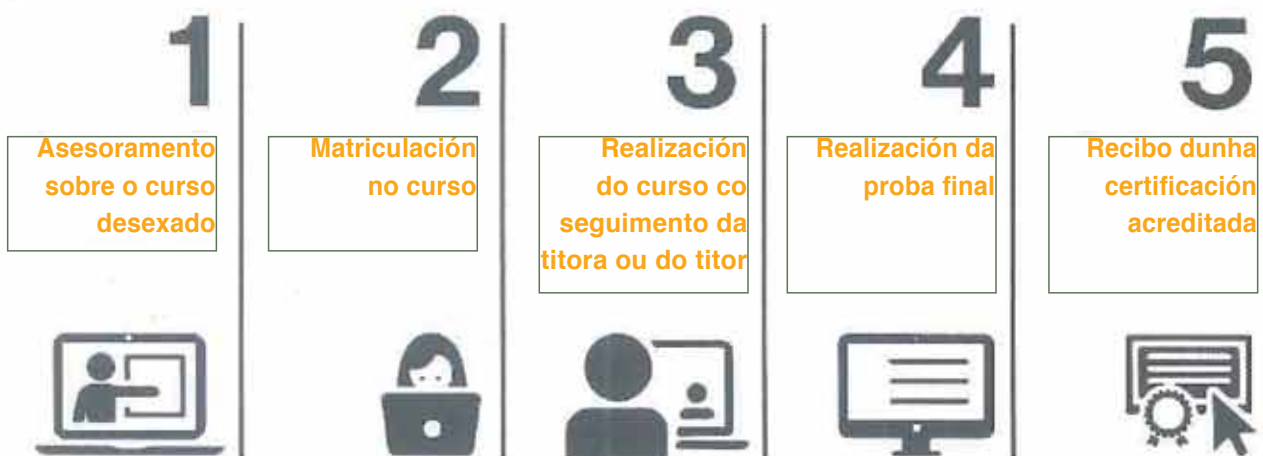 1
Asesoramento
sobre o curso
desexado
2
Matriculación
no curso
3
Realización
do curso co
seguimento da
titora ou do titor
4
Realización da
proba final
5
Recibo dunha
certificación
acreditada